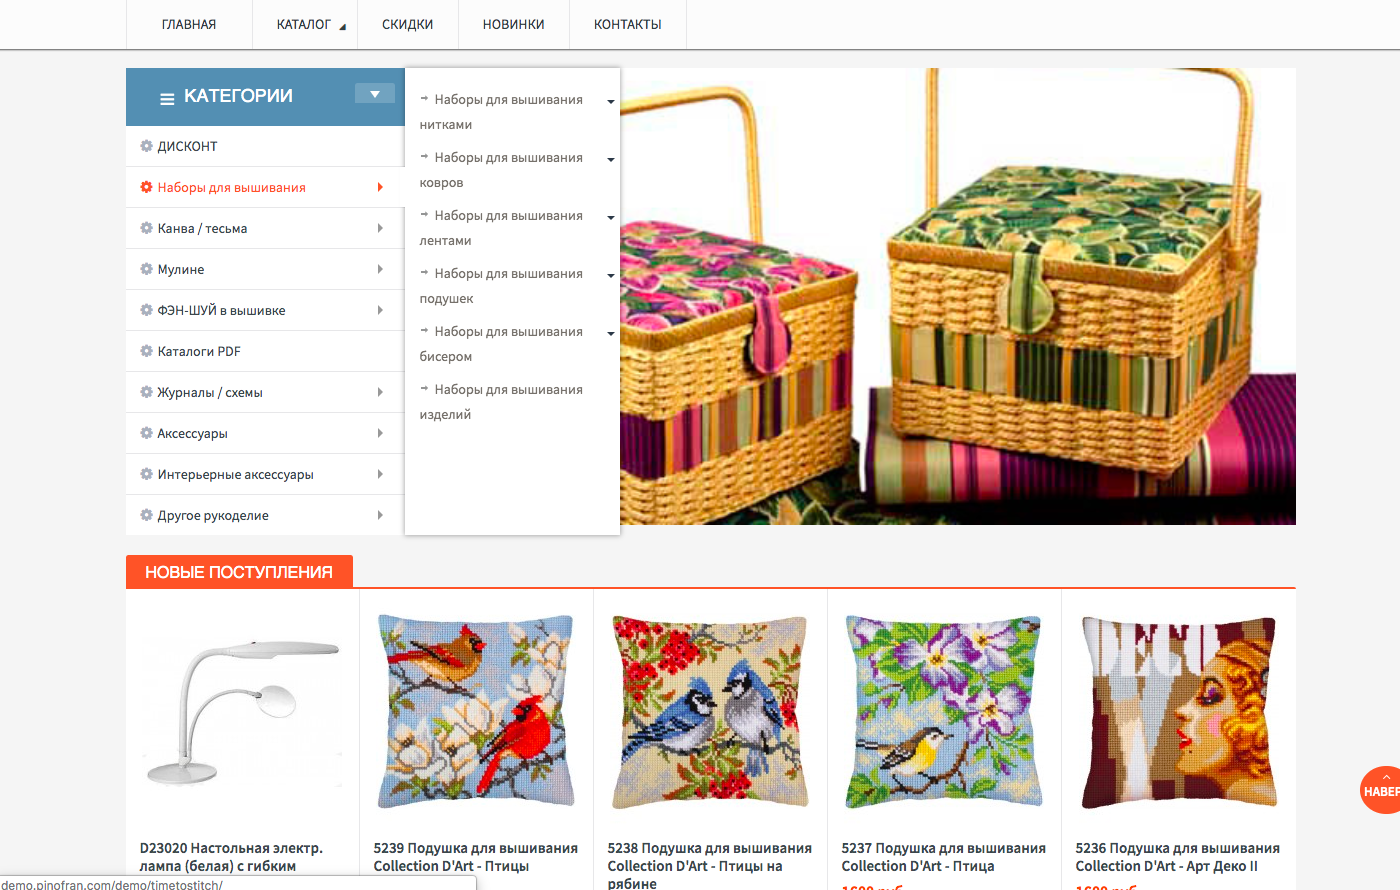 ГЛАВНАЯ КАТАЛОГ СКИДКИ НОВИНКИ КОНТАКТЫ
КАТЕГОРИИ
ДИСКОНТ
Наборы для вышивания
Канва / тесьма
Мулине
ФЭН-ШУЙ в вышивке
Каталоги PDF
Журналы / схемы
Аксессуары
Интерьерные аксессуары
Другое рукоделие
Наборы для вышивания
нитками
Наборы для вышивания
ковров
Наборы для вышивания
лентами
Наборы для вышивания
подушек
Наборы для вышивания
бисером
Наборы для вышивания
изделий
НОВЫЕ ПОСТУПЛЕНИЯ
D23020 Настольная электр.
лампа (белая) с гибким
5239 Подушка для вышивания
Collection D'Art - Птицы
5238 Подушка для вышивания
Collection D'Art - Птицы на
рябине
5237 Подушка для вышивания
Collection D'Art - Птица
1600 руб
5236 Подушка для вышивания
Collection D'Art - Арт Деко II
1600 руб
НАВЕР
demo.pinofran.com/demo/timetostitch/